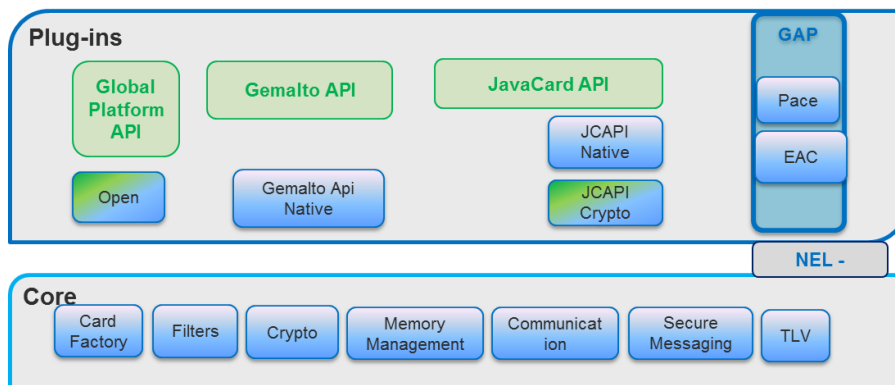 Plug-ins
GAP
Global
Platform
API
Gemalto API
JavaCard API
Pace
JCAPI
Native
EAC
Open
Gemalto Api
Native
JCAPI
Crypto
NEL -
Core
Card
Factory
Filters
Crypto
Memory
Management
Communicat
ion
Secure
Messaging
TLV